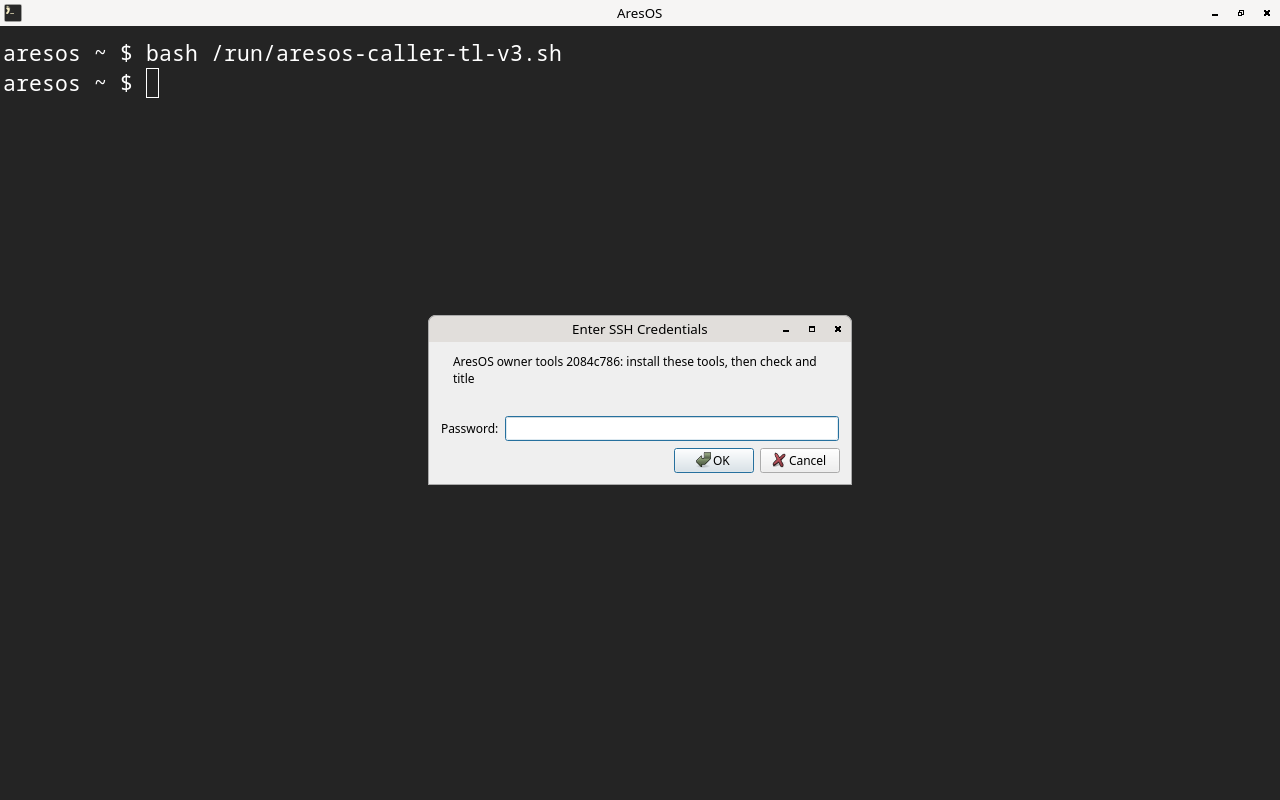 AresOS
aresos ~ $ bash /run/aresos-caller-tl-v3.sh
aresos ~ $
Enter SSH Credentials
AresOS owner tools 2084c786: install these tools, then check and
title
Password:
OK
Cancel